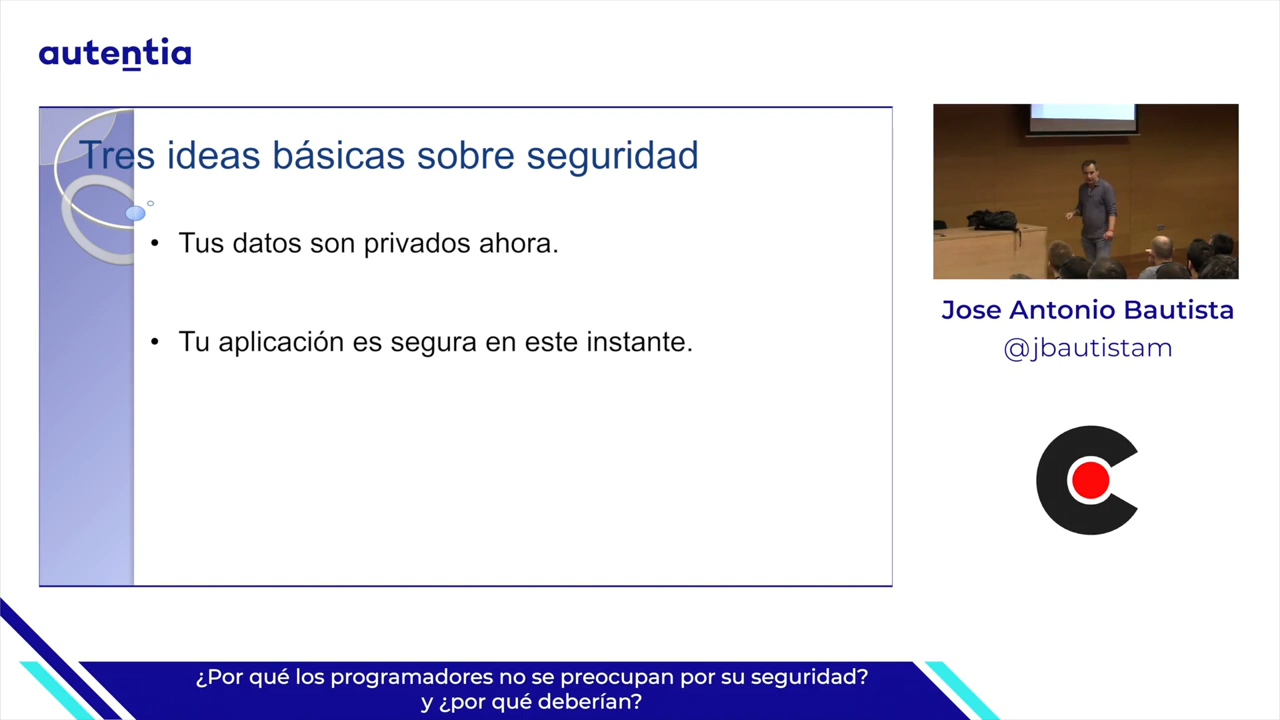 autentia
Tres ideas básicas sobre seguridad
• Tus datos son privados ahora.
• Tu aplicación es segura en este instante.
Jose Antonio Bautista
@jbautistam
¿Por qué los programadores no se preocupan por su seguridad?
y ¿por qué deberían?